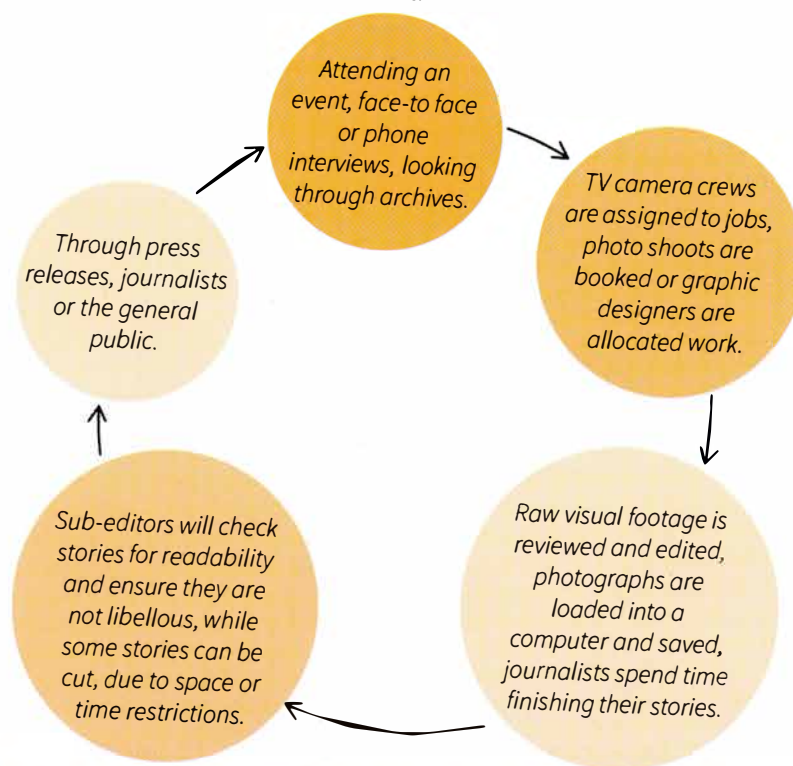 Attending an
event, face-to face
or phone
interviews, looking
through archives.
TV camera crews
are assigned to jobs,
photo shoots are
booked or graphic
designers are
allocated work.
Through press
releases, journalists
or the general
public.
Sub-editors will check
stories for readability
and ensure they are
not libellous, while
some stories can be
cut, due to space or
time restrictions.
Raw visual footage is
reviewed and edited,
photographs are
loaded into a
computer and saved,
journalists spend time
finishing their stories.